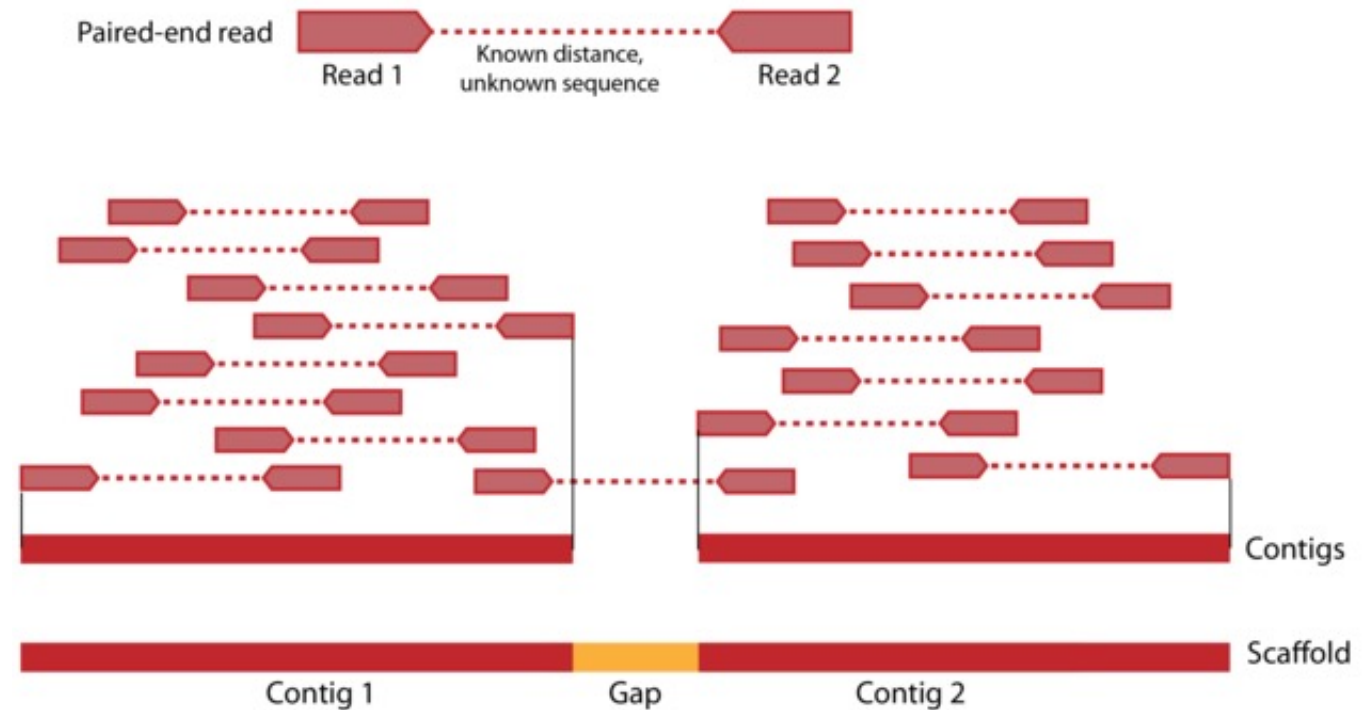 Paired-end read
Known distance,
unknown sequence
Read 1
Read 2
Contigs
Scaffold
Contig 1
Gap
Contig 2